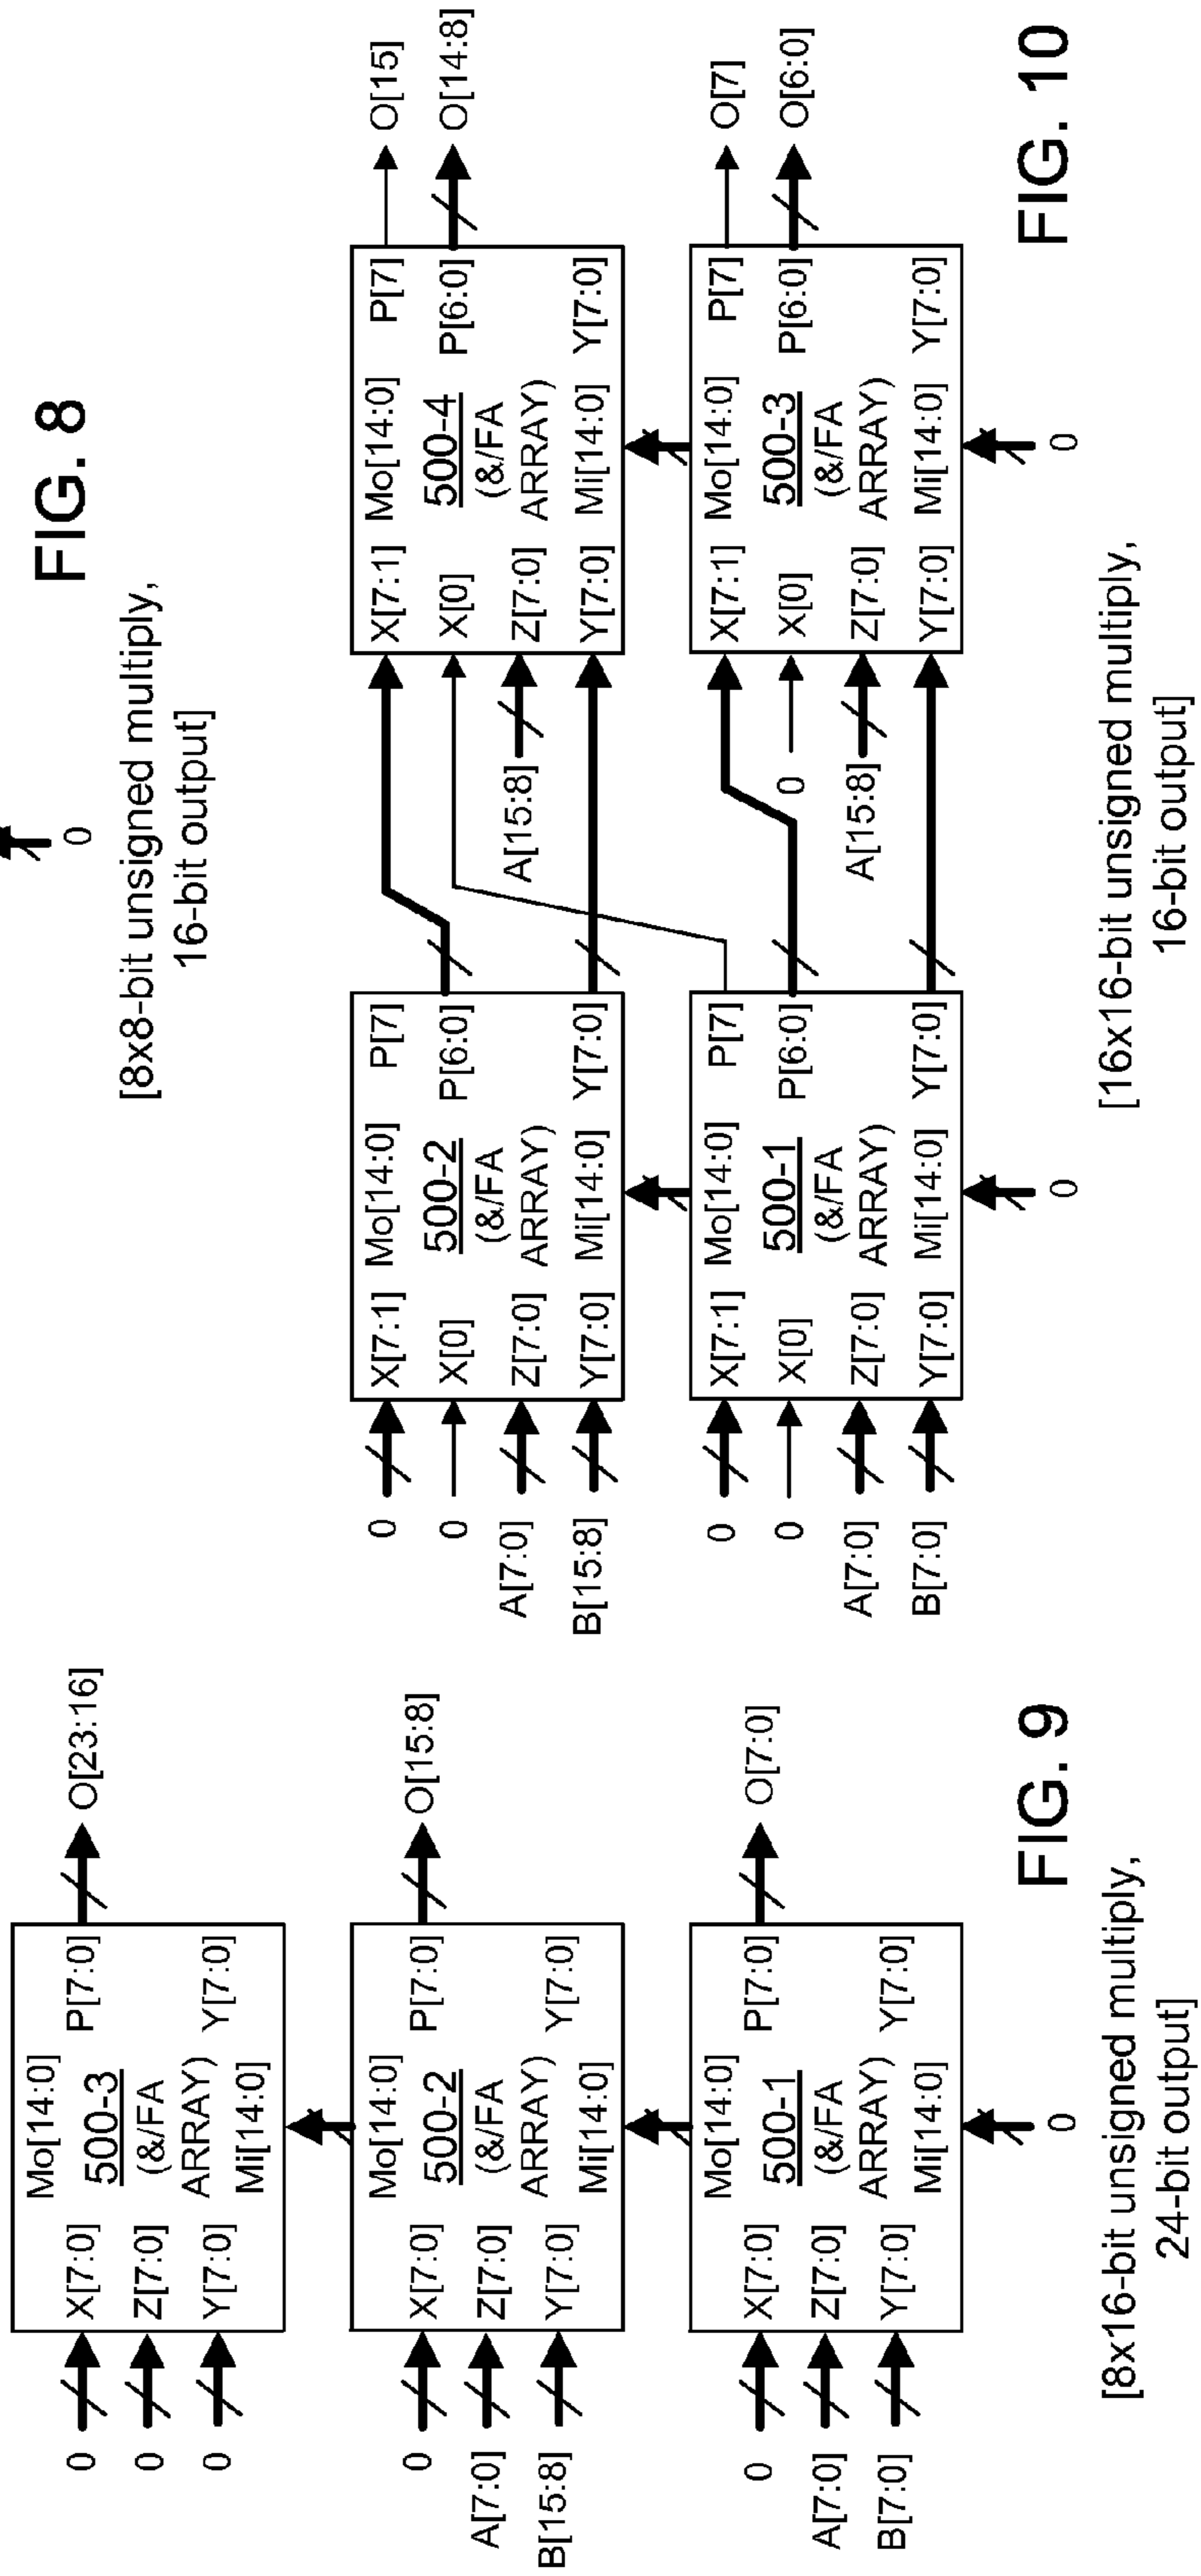 0
FIG. 8
[8x8-bit unsigned multiply,
16-bit output]
O[23:16]
Mo[14:0]
X[7:0]
P[7:0]
500-3
(&/FA
ARRAY)
Z[7:0]
Y[7:0]
Y[7:0]
Mi[14:0]
0
0
0
O[15:8]
Mo[14:0]
X[7:0]
P[7:0]
500-2
(&/FA
ARRAY)
Z[7:0]
Y[7:0]
Y[7:0]
Mi[14:0]
0
A[7:0]
B[15:8]
O[7:0]
Mo[14:0]
X[7:0]
P[7:0]
500-1
(&/FA
ARRAY)
Z[7:0]
Y[7:0]
Y[7:0]
Mi[14:0]
0
A[7:0]
B[7:0]
0
FIG. 9
[8x16-bit unsigned multiply,
24-bit output]
0
0
A[7:0]
B[15:8]
X[7:1]
Mo[14:0]
P[7]
X[0]
500-2
P[6:0]
(&/FA
Z[7:0]
ARRAY)
Y[7:0]
Mi[14:0]
Y[7:0]
A[15:8]
X[7:1]
Mo[14:0]
P[7]
X[0]
500-4
P[6:0]
(&/FA
Z[7:0]
ARRAY)
Y[7:0]
Mi[14:0]
Y[7:0]
O[15]
O[14:8]
0
0
A[7:0]
B[7:0]
X[7:1]
Mo[14:0]
P[7]
X[0]
500-1
P[6:0]
(&/FA
Z[7:0]
ARRAY)
Y[7:0]
Mi[14:0]
Y[7:0]
0
0
A[15:8]
X[7:1]
Mo[14:0]
P[7]
X[0]
500-3
P[6:0]
(&/FA
Z[7:0]
ARRAY)
Y[7:0]
Mi[14:0]
Y[7:0]
0
O[7]
O[6:0]
FIG. 10
[16x16-bit unsigned multiply,
16-bit output]